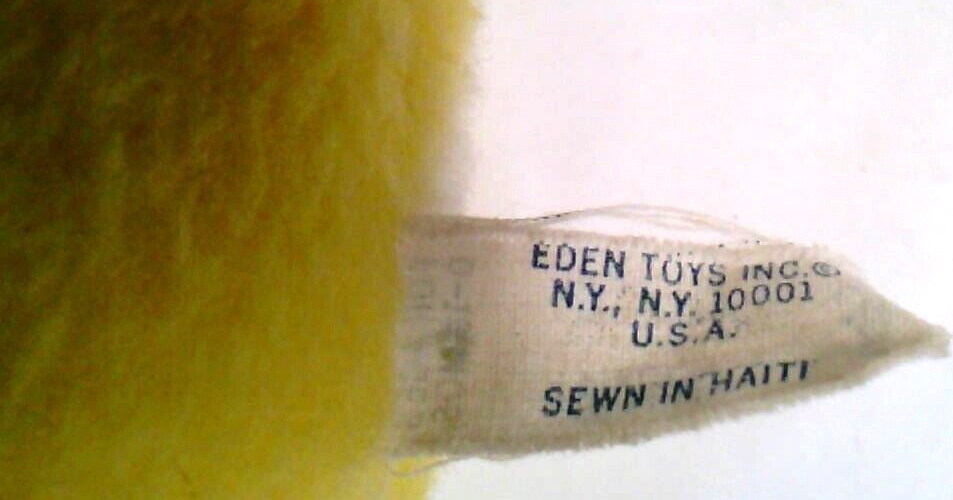 EDEN TOYS INC.©
N.Y., N.Y. 10001
U.S.A.
SEWN IN HAITI